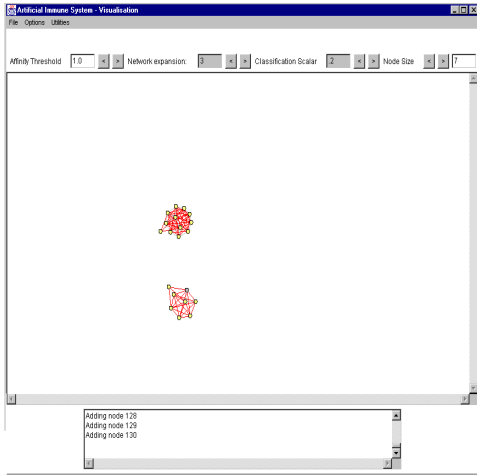 Artificial Immune System - Visualisation
File Options Utilities
Affinity Threshold 1.0 < > Network expansion: 3 < > Classification Scalar .2 < > Node Size < > 7
Adding node 128
Adding node 129
Adding node 130